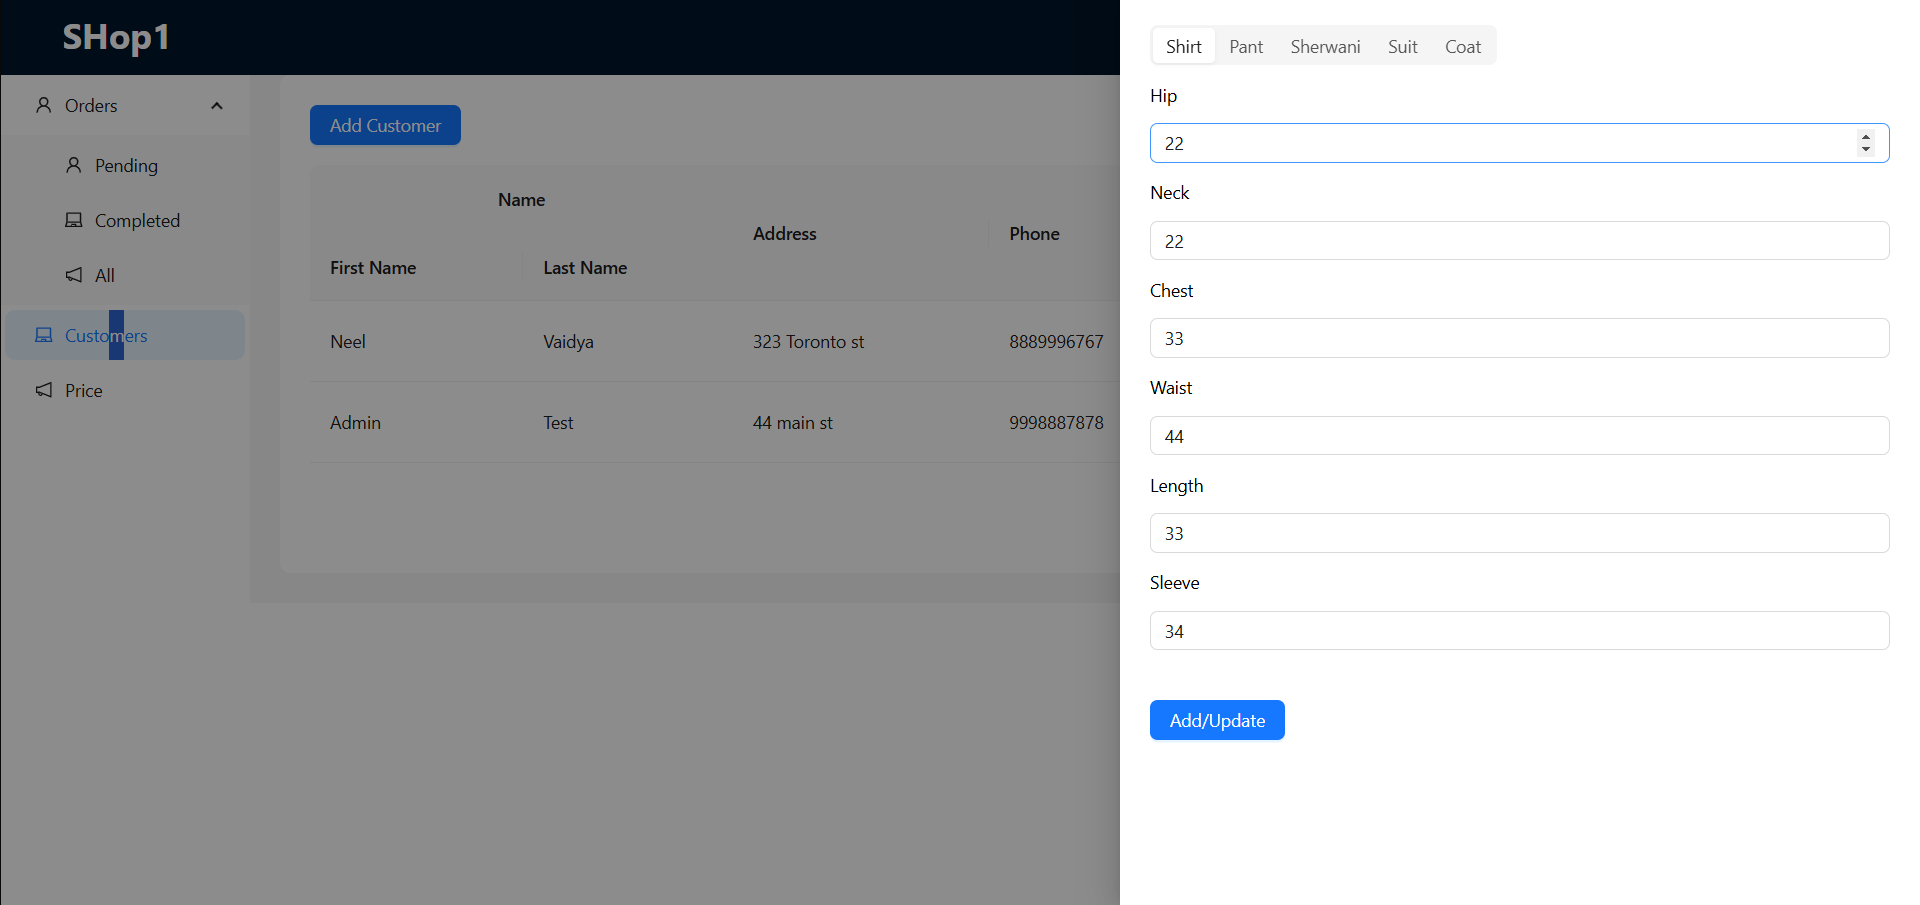 SHop1
Orders
Pending
Completed
All
Customers
Price
Add Customer
Name
Address
Phone
First Name
Last Name
Neel Vaidya 323 Toronto st 8889996767
Admin Test 44 main st 9998887878
Shirt Pant Sherwani Suit Coat
Hip
22
Neck
22
Chest
33
Waist
44
Length
33
Sleeve
34
Add/Update